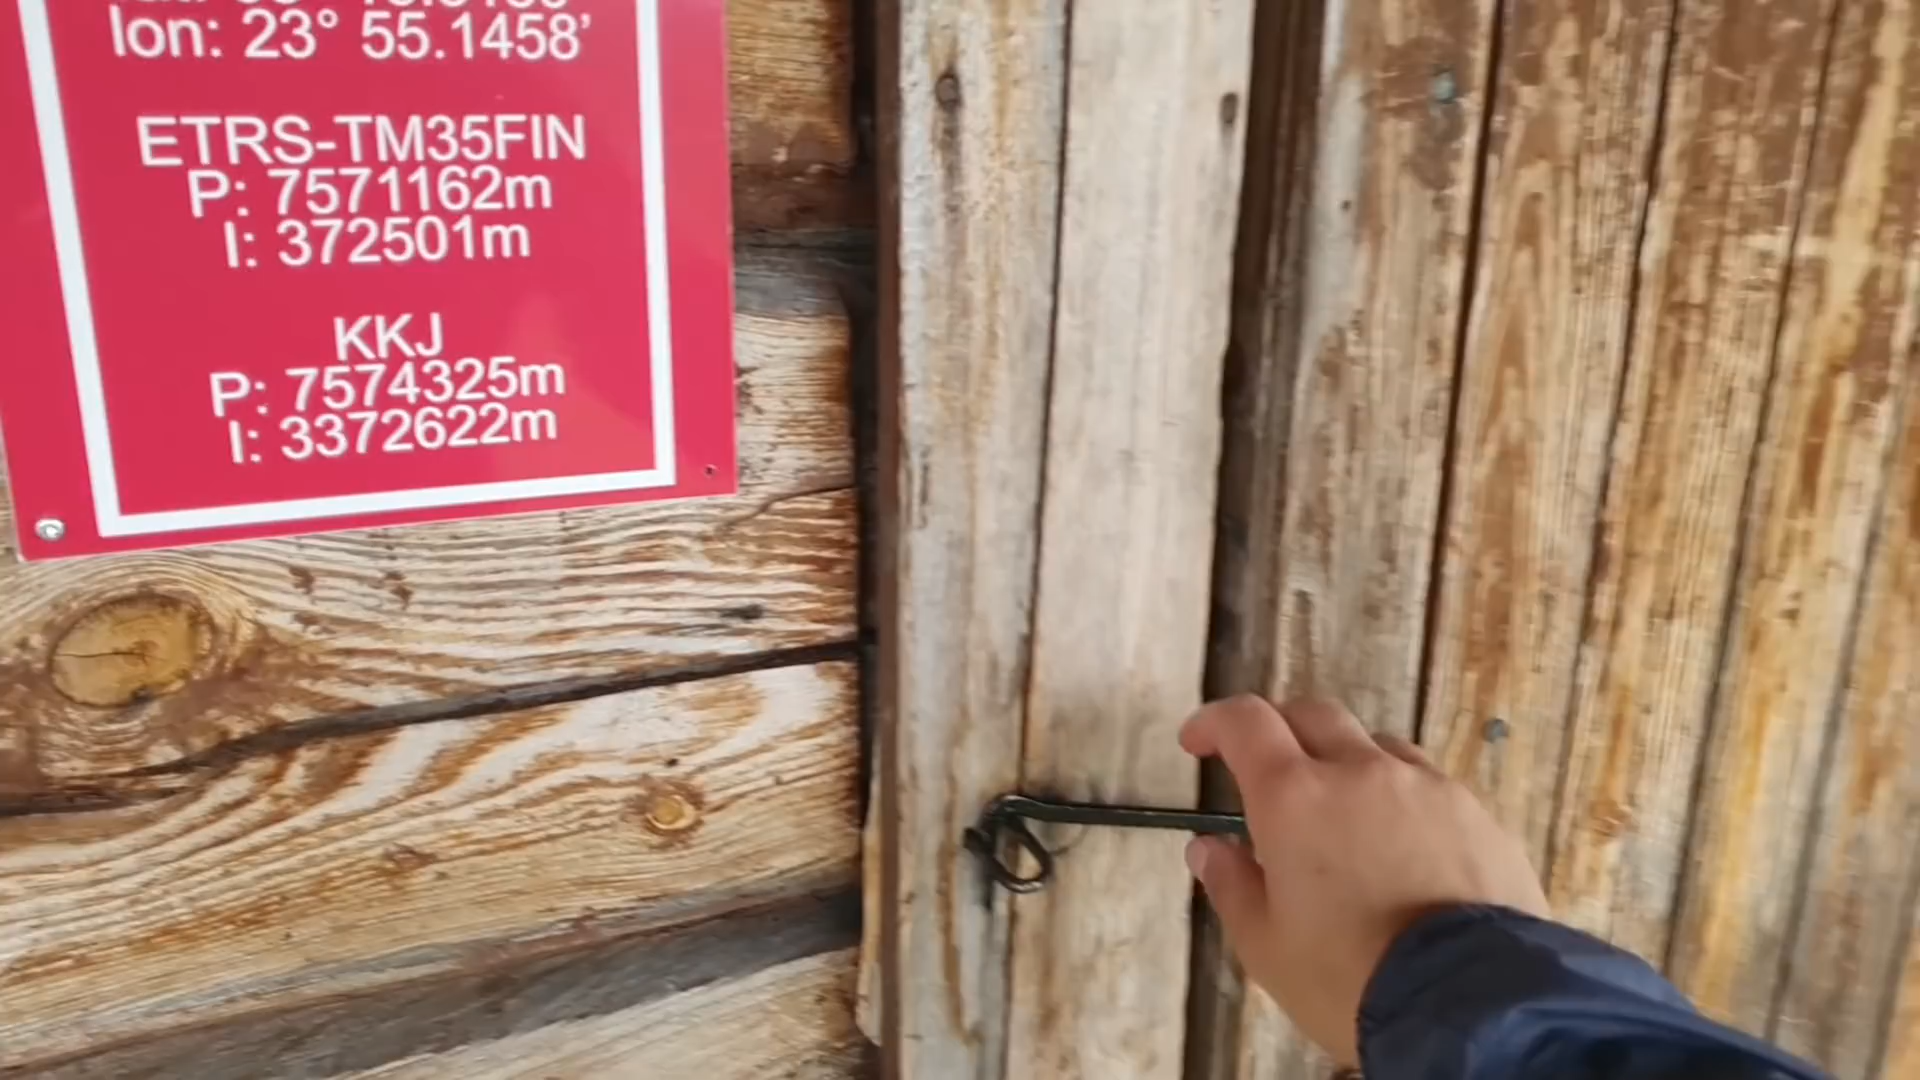 lon: 23° 55.1458’
ETRS-TM35FIN
P: 7571162m
I: 372501m
KKJ
P: 7574325m
I: 3372622m